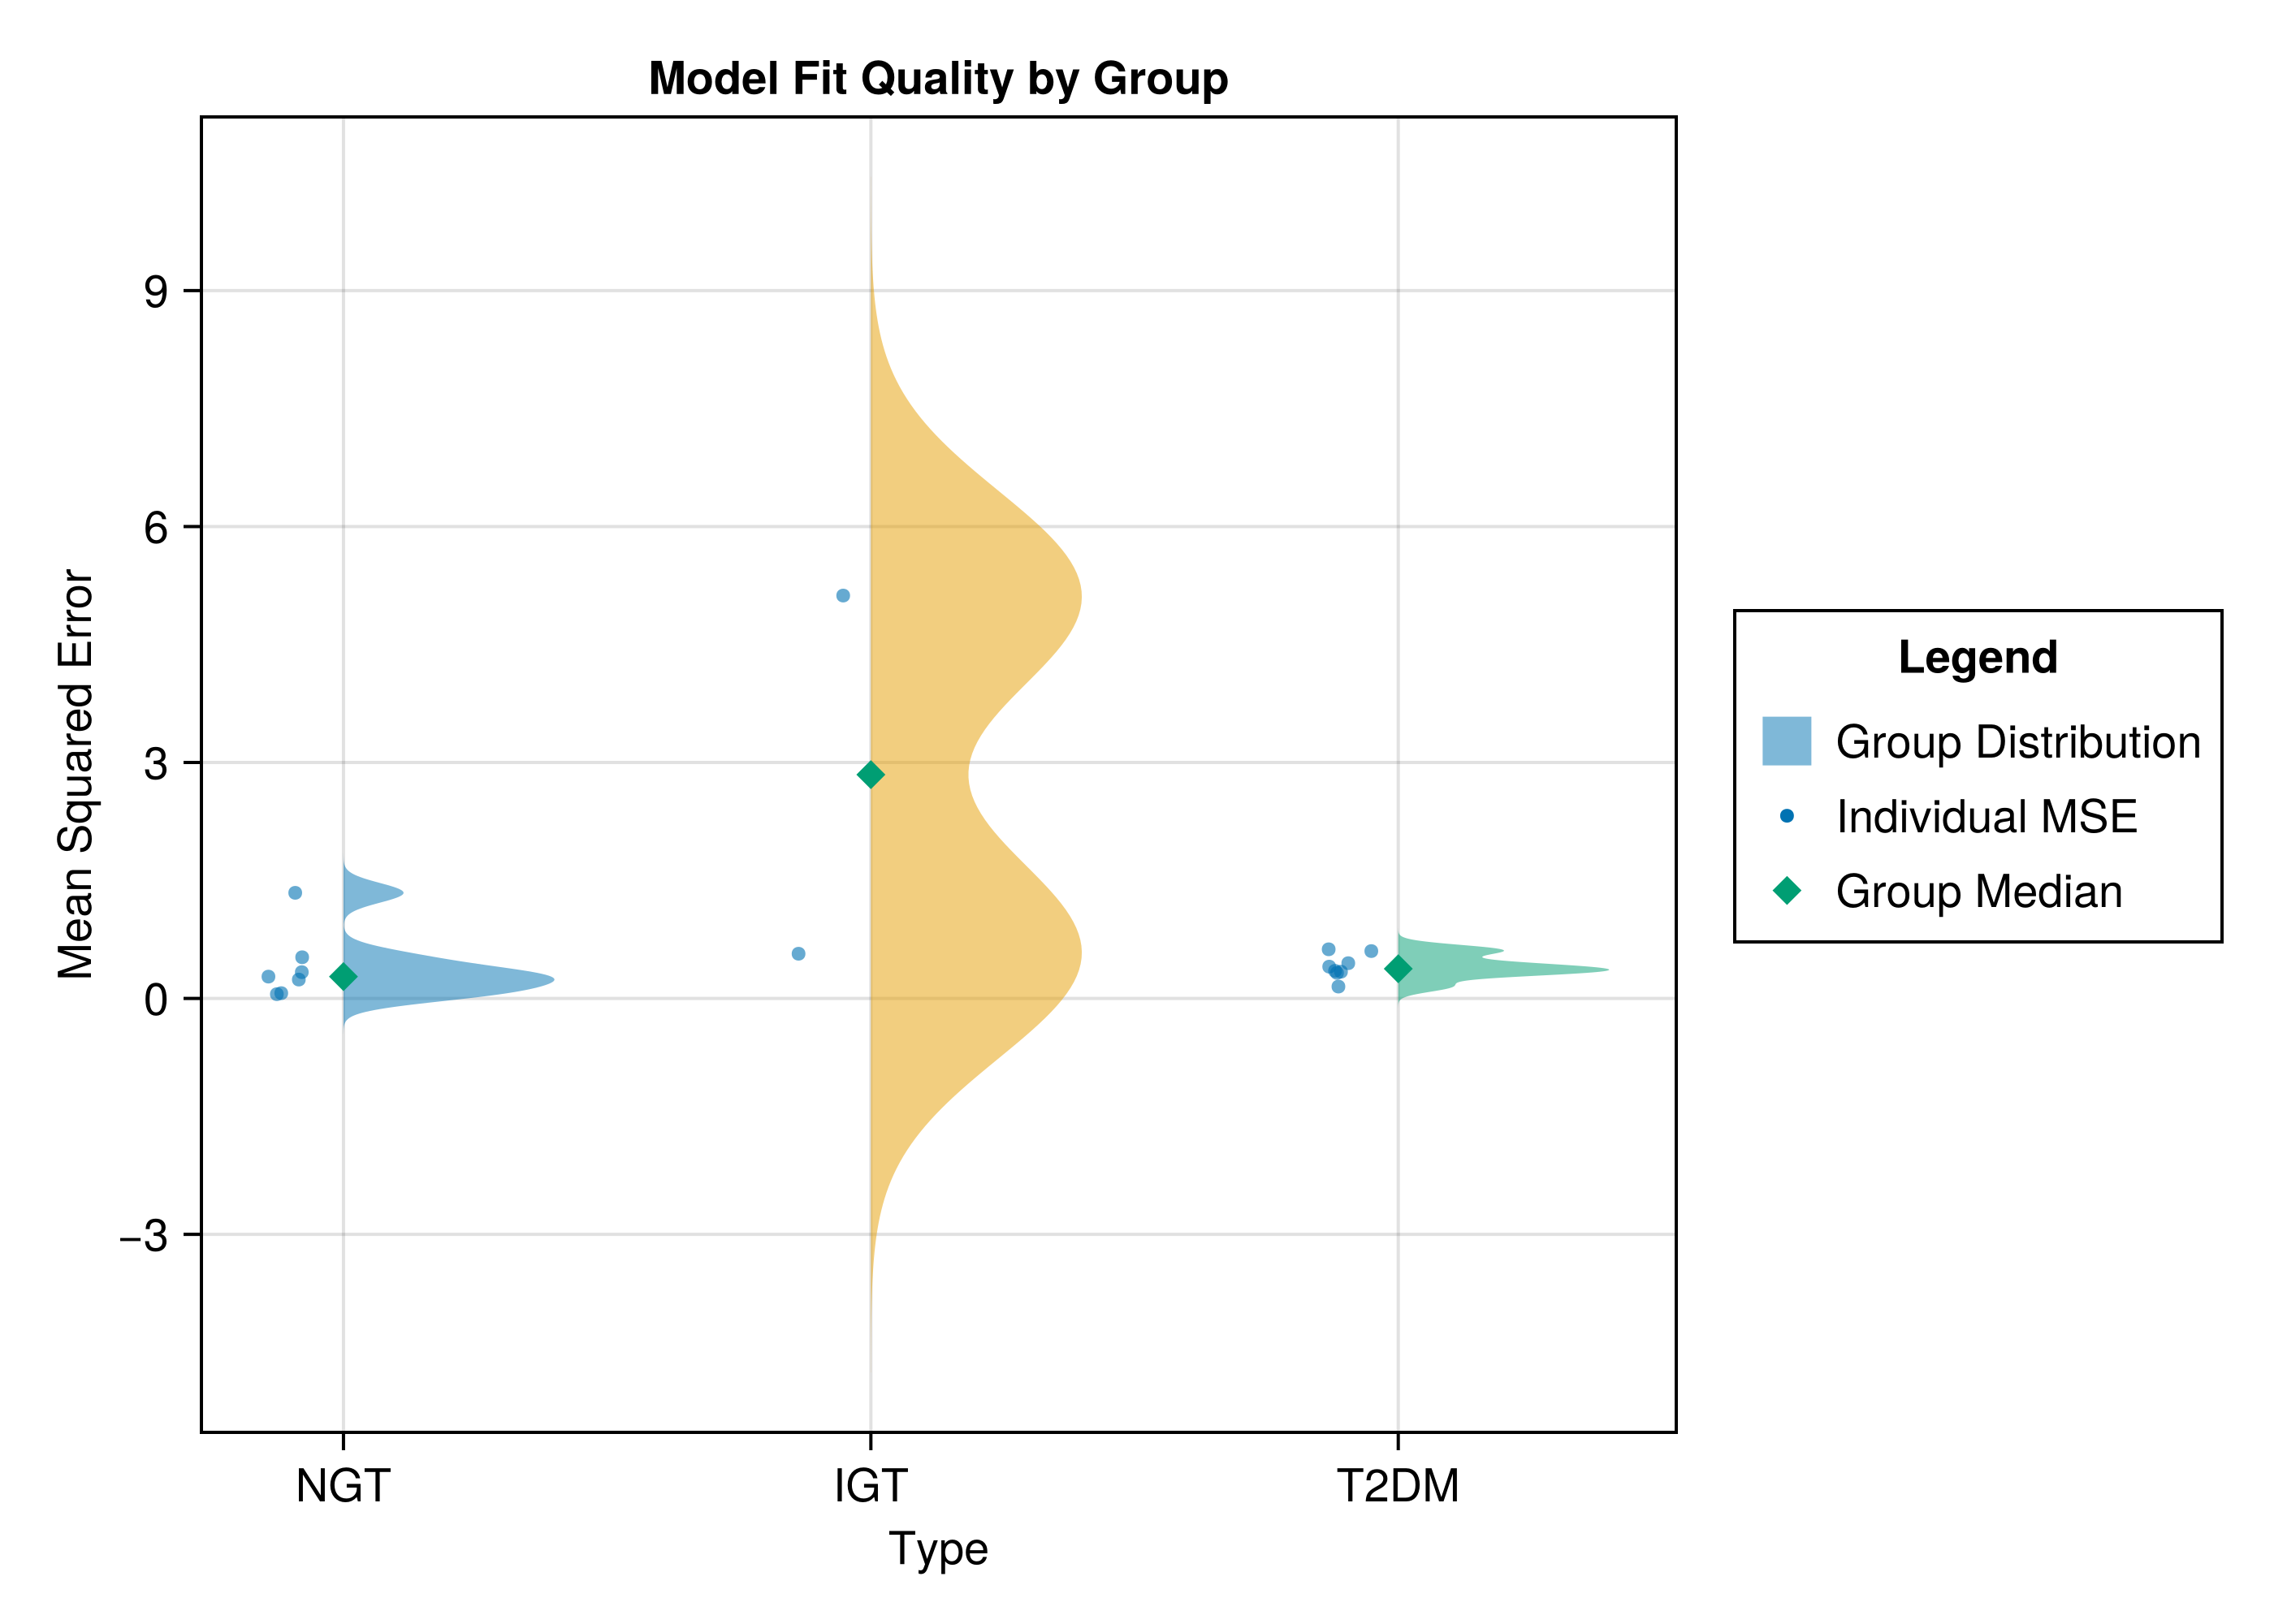 Model Fit Quality by Group
Mean Squared Error
9
6
3
0
−3
NGT
IGT
T2DM
Type
Legend
Group Distribution
Individual MSE
Group Median